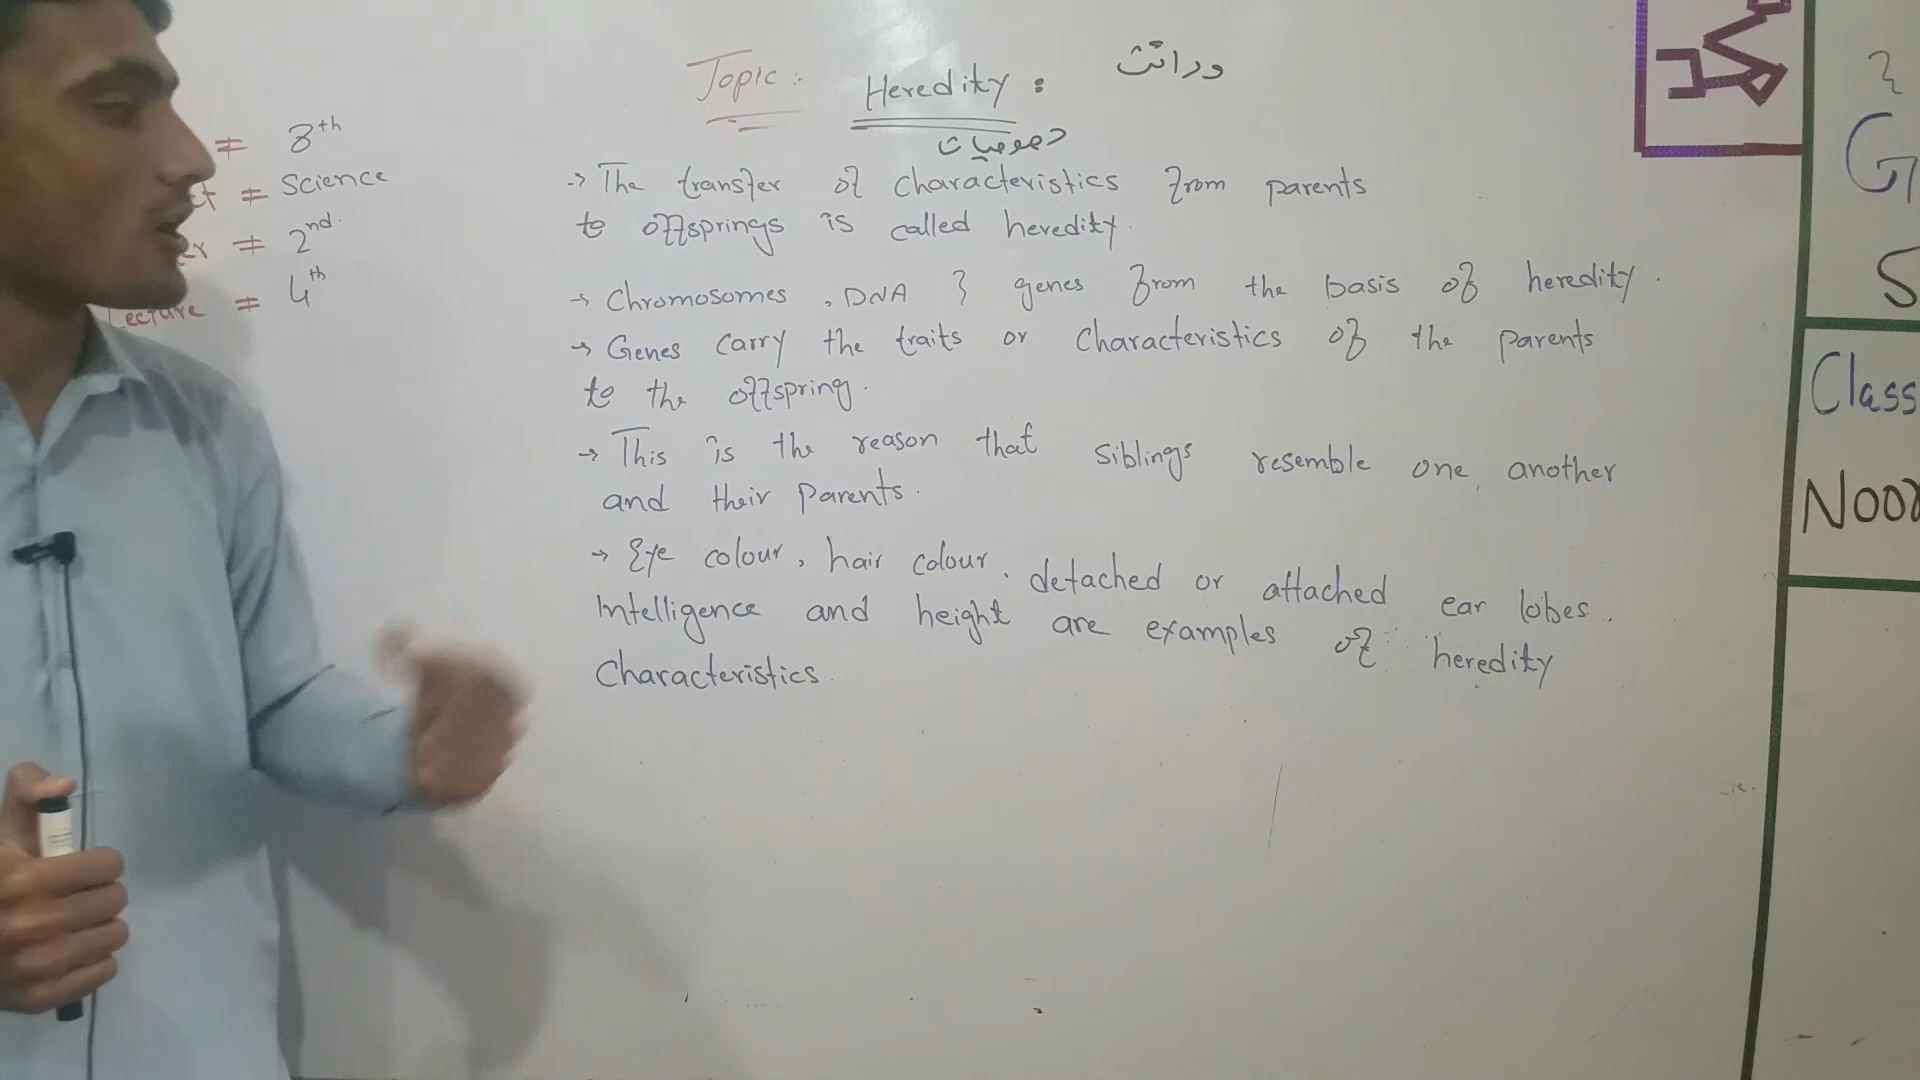 Topic : Heredity : وراثت
= 8th
= Science
= 2nd.
Lecture = 4th
→ The transfer of characteristics from parents
to offsprings is called heredity.
→ Chromosomes , DNA & genes from the basis of heredity.
→ Genes carry the traits or characteristics of the parents
to the offspring.
→ This is the reason that siblings resemble one another
and their parents.
→ Eye colour, hair colour, detached or attached ear lobes.
Intelligence and height are examples of heredity
Characteristics.
G
S
Class